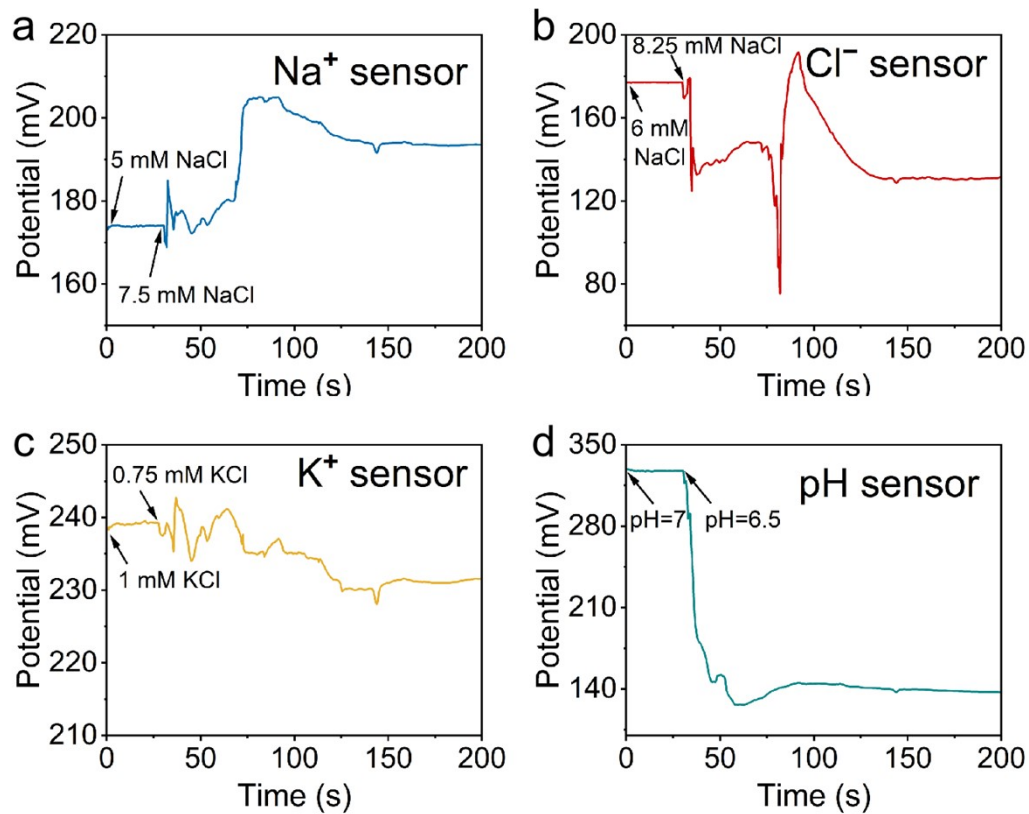 a
Na⁺ sensor
220
200
180
160
Potential (mV)
5 mM NaCl
7.5 mM NaCl
0 50 100 150 200
Time (s)
b
Cl⁻ sensor
200
160
120
80
Potential (mV)
8.25 mM NaCl
6 mM
NaCl
0 50 100 150 200
Time (s)
c
K⁺ sensor
250
240
230
220
210
Potential (mV)
0.75 mM KCl
1 mM KCl
0 50 100 150 200
Time (s)
d
pH sensor
350
280
210
140
Potential (mV)
pH=7
pH=6.5
0 50 100 150 200
Time (s)